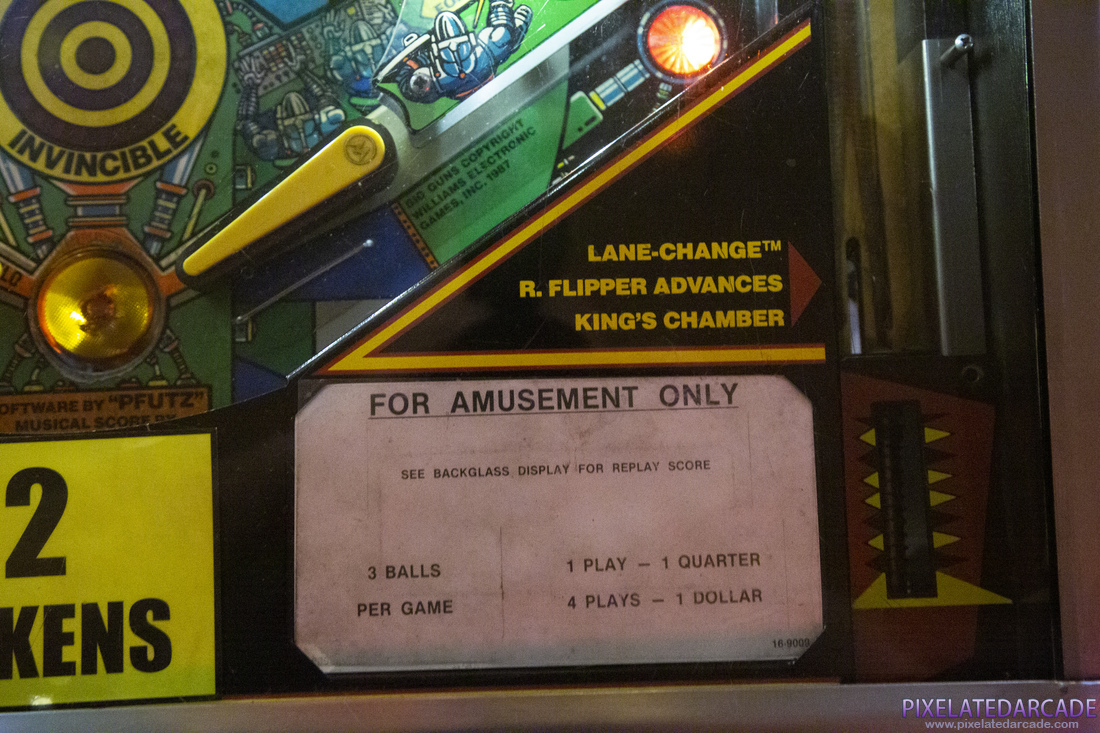 INVINCIBLE
BIG GUNS COPYRIGHT
WILLIAMS ELECTRONIC
GAMES, INC. 1987
LANE-CHANGE™
R. FLIPPER ADVANCES
KING'S CHAMBER
OFTWARE BY "PFUTZ"
MUSICAL SCORE BY
2
KENS
FOR AMUSEMENT ONLY
SEE BACKGLASS DISPLAY FOR REPLAY SCORE
3 BALLS
PER GAME
1 PLAY – 1 QUARTER
4 PLAYS – 1 DOLLAR
16-9009
PIXELATEDARCADE
www.pixelatedarcade.com